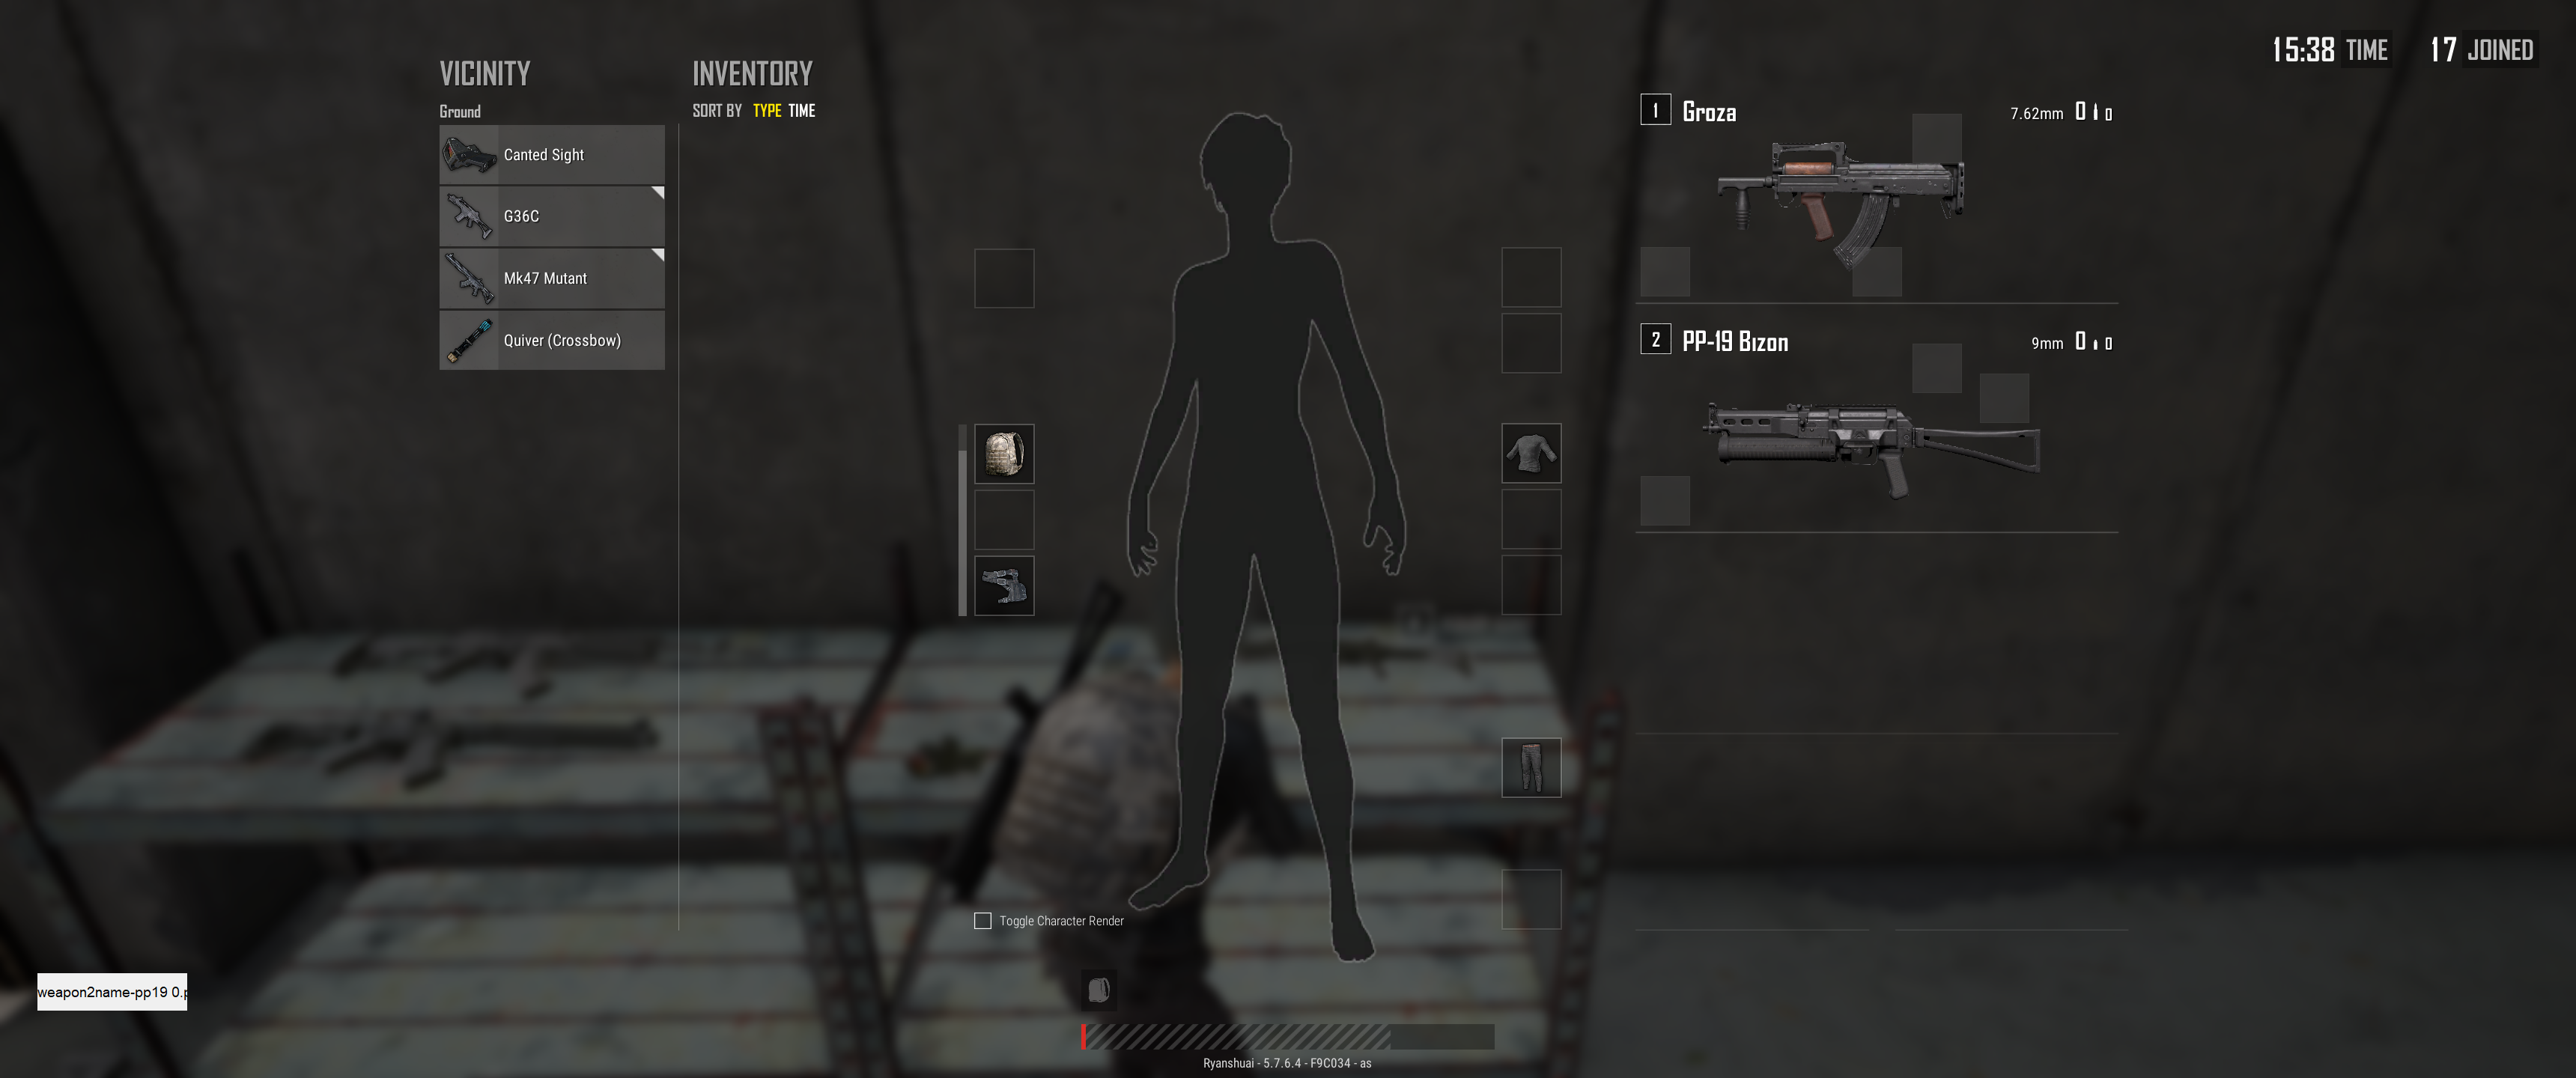 15:38 TIME 17 JOINED
VICINITY
Ground
Canted Sight
G36C
Mk47 Mutant
Quiver (Crossbow)
INVENTORY
SORT BY TYPE TIME
1 Groza 7.62mm 0 0
2 PP-19 Bizon 9mm 0 0
Toggle Character Render
weapon2name-pp19 0.p
Ryanshuai - 5.7.6.4 - F9C034 - as